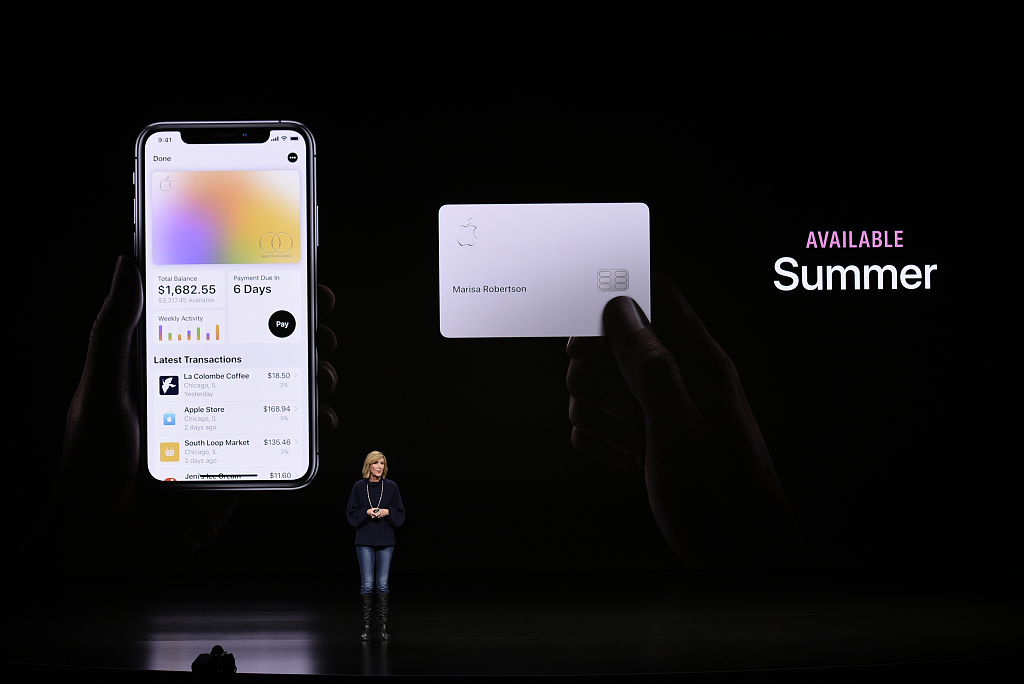 9:41
Done
Total Balance
$1,682.55
$8,317.45 Available
Payment Due In
6 Days
Pay
Weekly Activity
Latest Transactions
La Colombe Coffee $18.50
Chicago, IL 2%
Yesterday
Apple Store $168.94
Chicago, IL 3%
2 days ago
South Loop Market $135.46
Chicago, IL 2%
2 days ago
Jeni's Ice Cream $11.60
Marisa Robertson
AVAILABLE
Summer